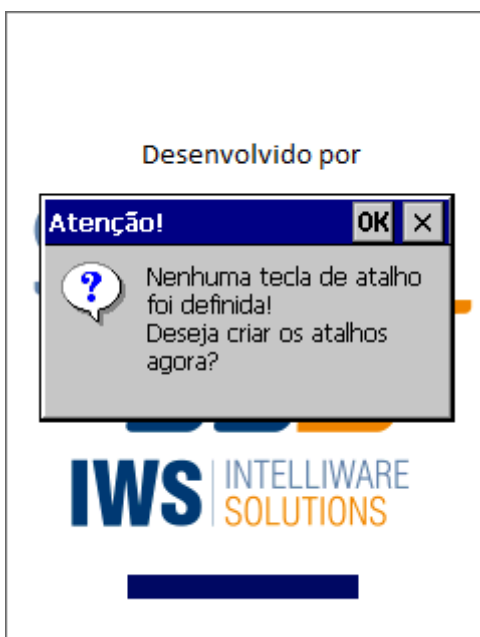 Desenvolvido por
Atenção! OK ×
?
Nenhuma tecla de atalho
foi definida!
Deseja criar os atalhos
agora?
IWS INTELLIWARE
SOLUTIONS